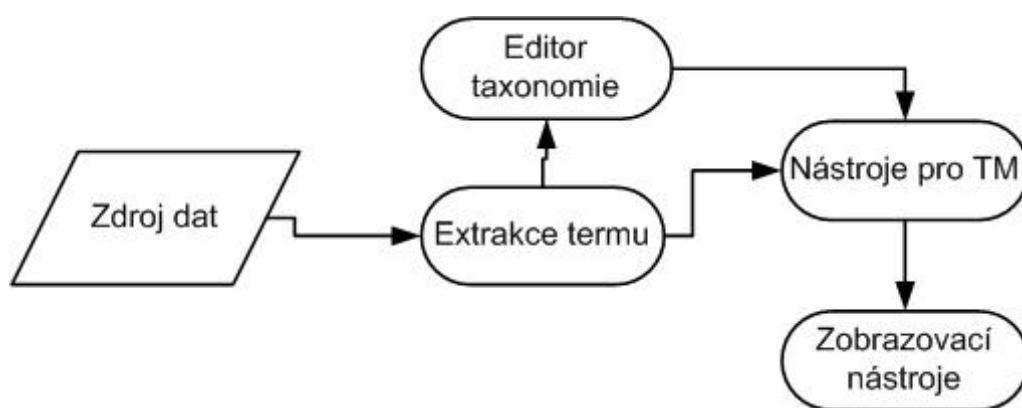 Editor
taxonomie
Zdroj dat
Extrakce termu
Nástroje pro TM
Zobrazovací
nástroje